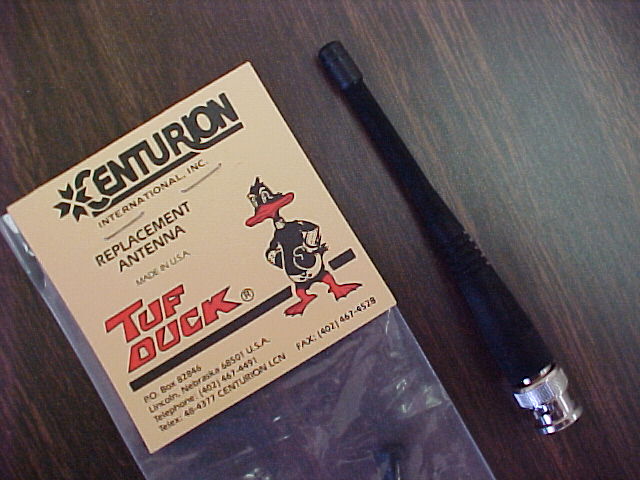 CENTURION
INTERNATIONAL, INC.
REPLACEMENT
ANTENNA
MADE IN U.S.A.
TUF
DUCK®
P.O. Box 82846
Lincoln, Nebraska 68501 U.S.A.
Telephone: (402) 467-4491 FAX: (402) 467-4528
Telex: 48-4377 CENTURION LCN